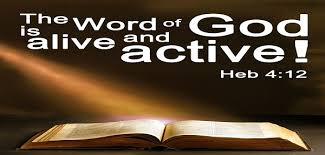 The Word of God
is alive and active!
Heb 4:12